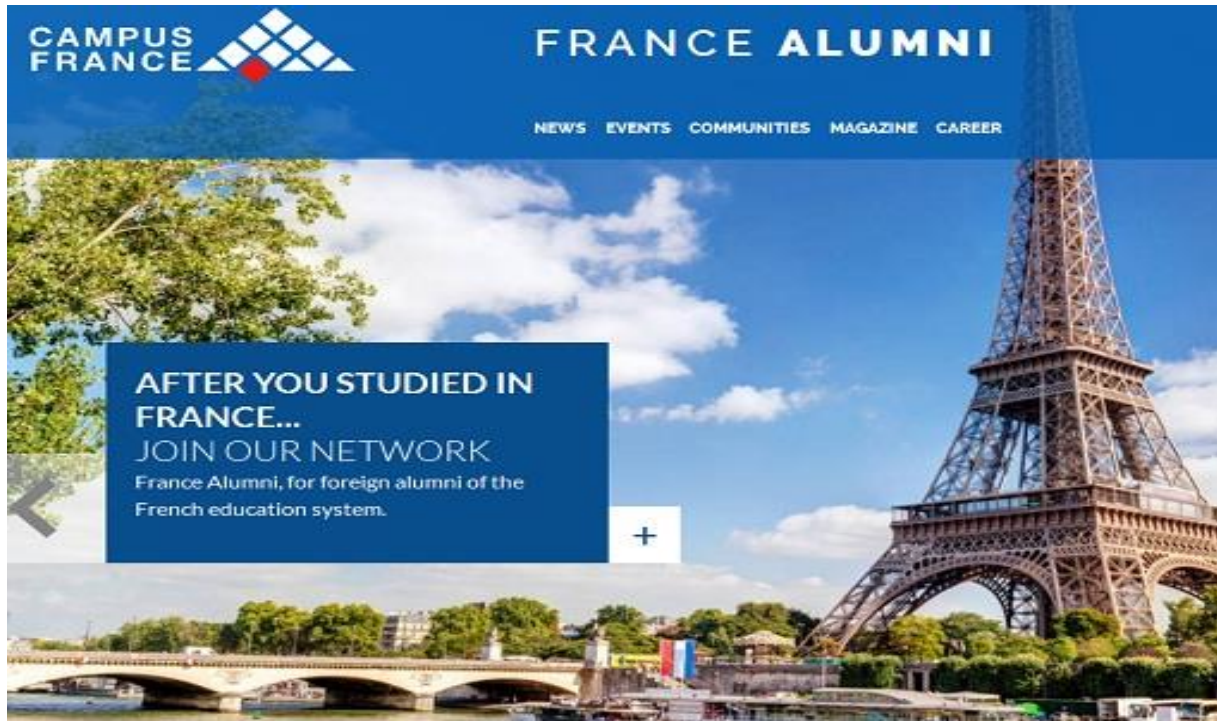 CAMPUS
FRANCE
FRANCE ALUMNI
NEWS EVENTS COMMUNITIES MAGAZINE CAREER
AFTER YOU STUDIED IN
FRANCE...
JOIN OUR NETWORK
France Alumni, for foreign alumni of the
French education system.
+